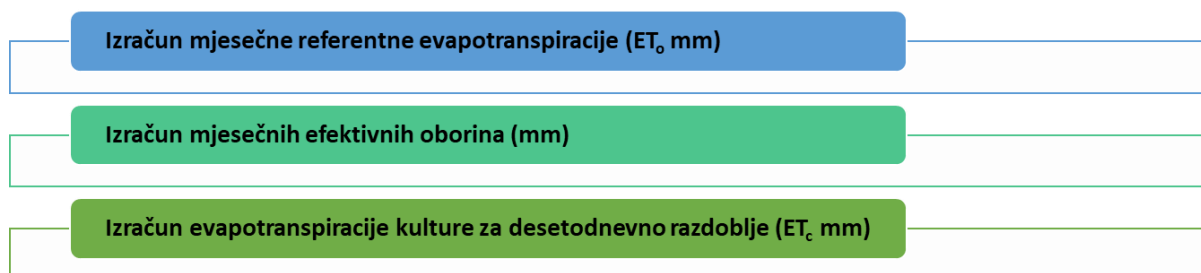 Izračun mjesečne referentne evapotranspiracije (ETo mm)
Izračun mjesečnih efektivnih oborina (mm)
Izračun evapotranspiracije kulture za desetodnevno razdoblje (ETc mm)